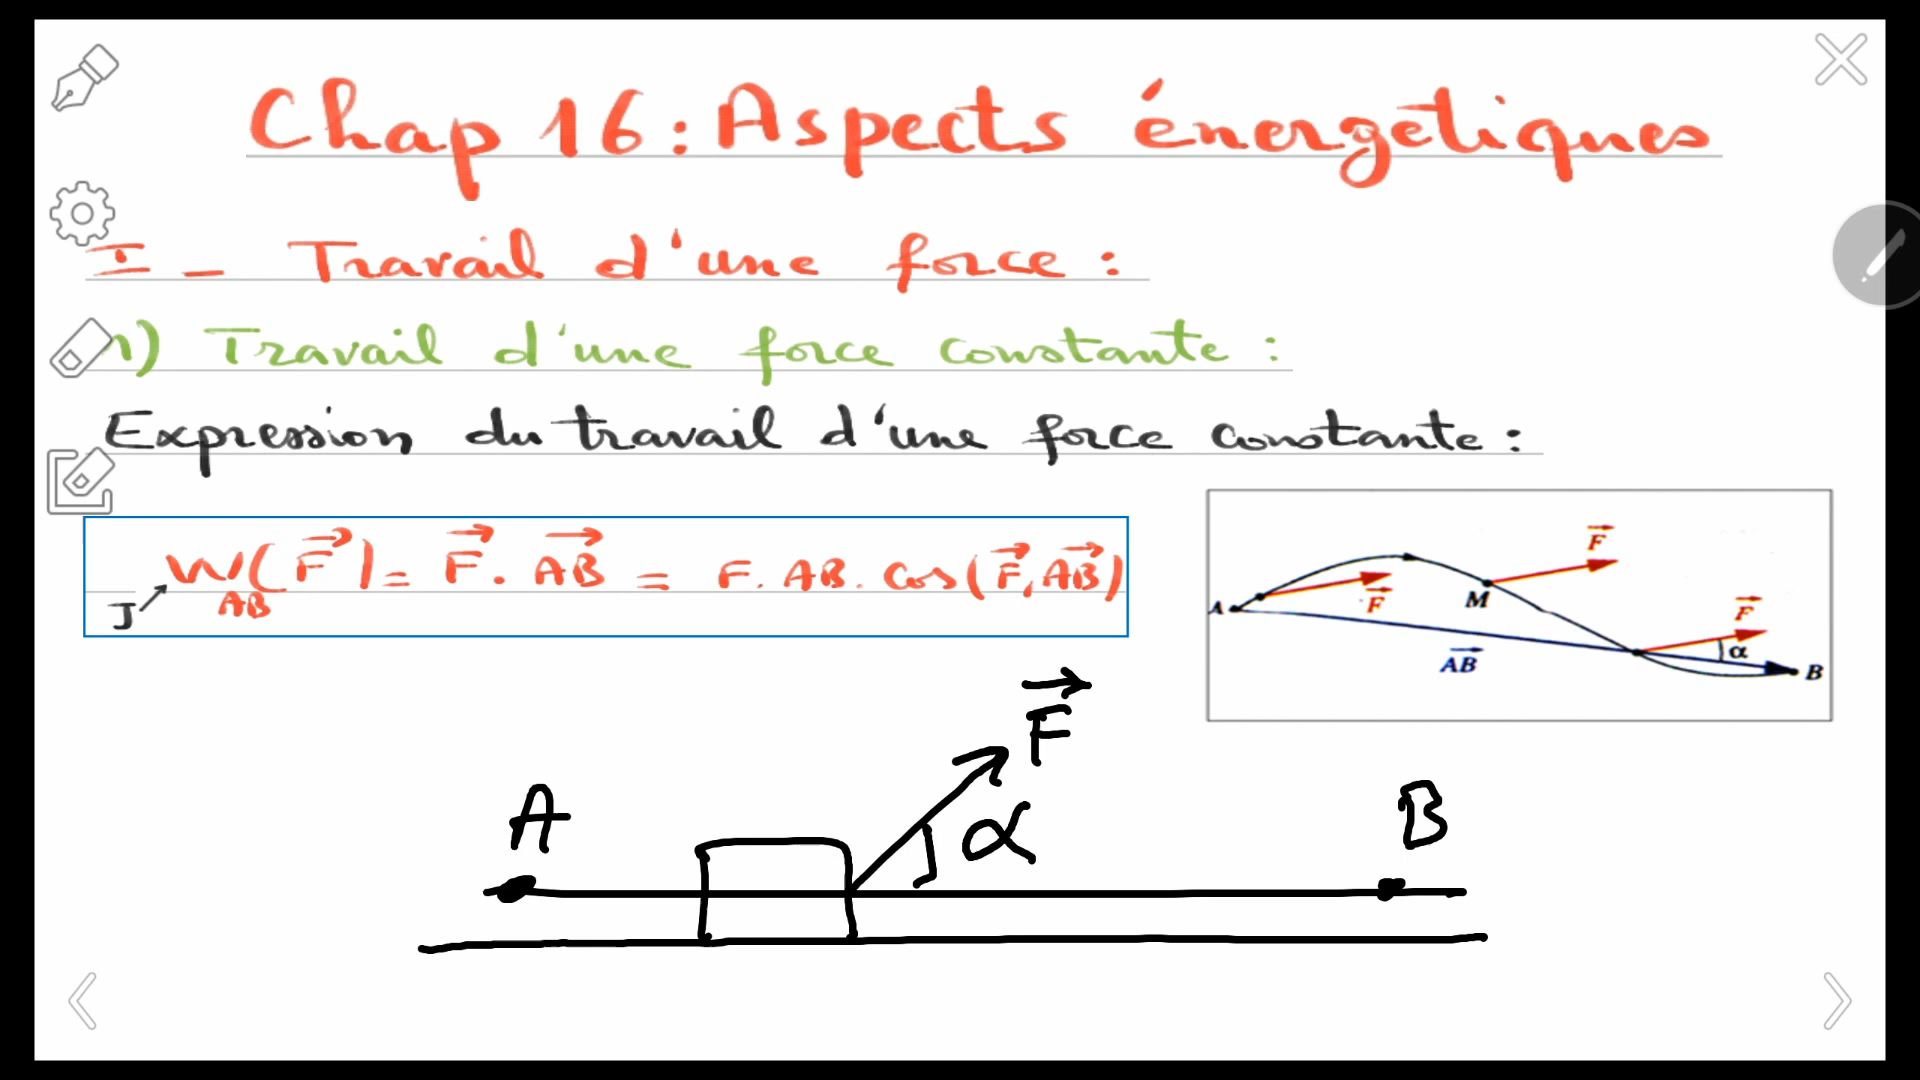 Chap 16 : Aspects énergétiques
I - Travail d'une force :
1) Travail d'une force constante :
Expression du travail d'une force constante :
W(F⃗) = F⃗ . AB⃗ = F . AB . cos(F⃗, AB⃗)
AB
J
F⃗
F⃗
M
A
F⃗
α
AB⃗
B
F⃗
A
B
α